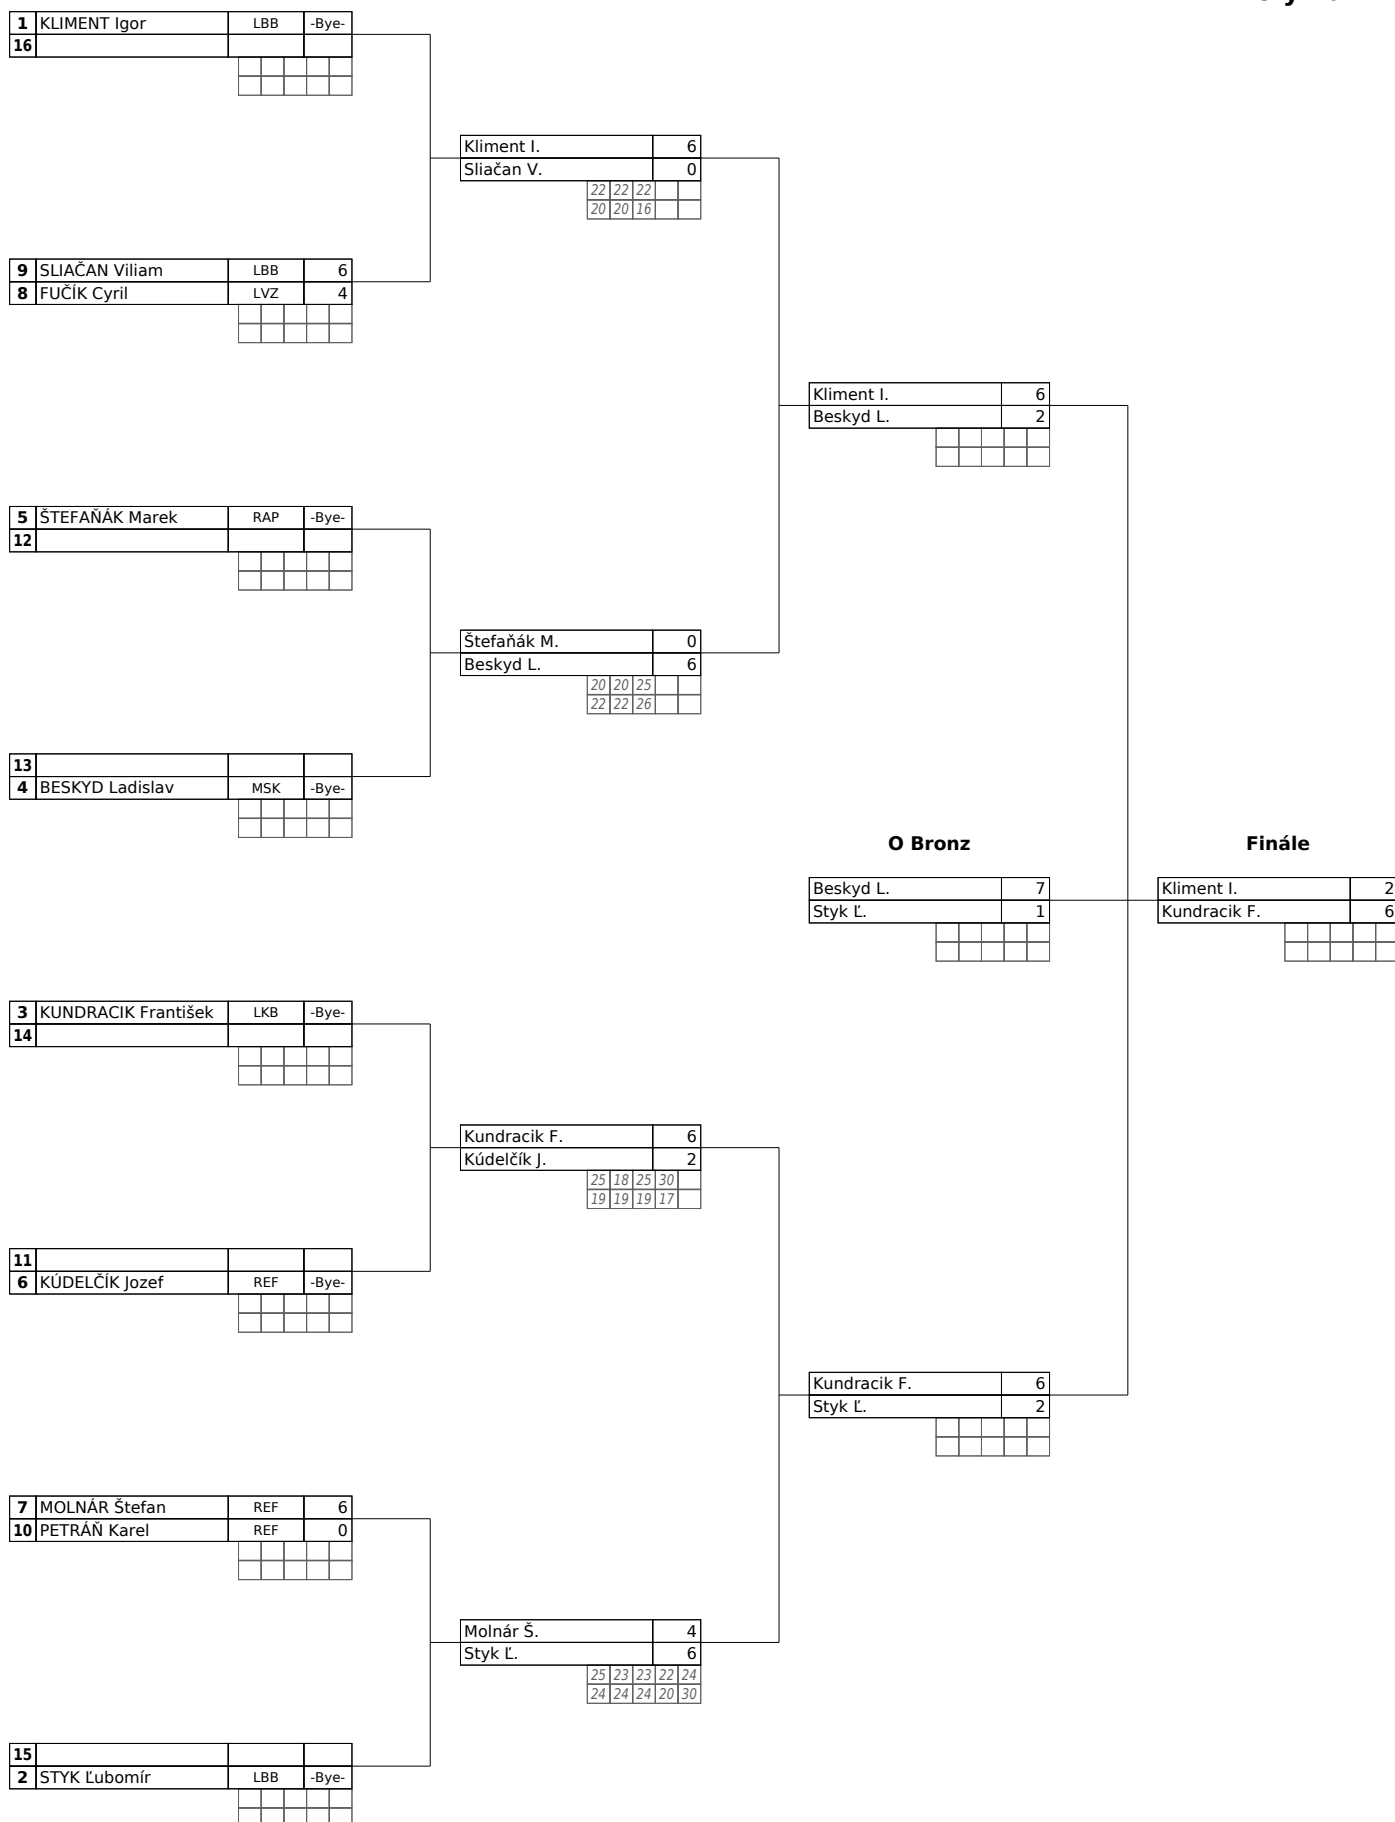 1 KLIMENT Igor LBB -Bye-
16
Kliment I. 6
Sliačan V. 0
22 22 22
20 20 16
9 SLIAČAN Viliam LBB 6
8 FUČÍK Cyril LVZ 4
Kliment I. 6
Beskyd L. 2
5 ŠTEFAŇÁK Marek RAP -Bye-
12
Štefaňák M. 0
Beskyd L. 6
20 20 25
22 22 26
13
4 BESKYD Ladislav MSK -Bye-
O Bronz
Beskyd L. 7
Styk Ľ. 1
Finále
Kliment I. 2
Kundracik F. 6
3 KUNDRACIK František LKB -Bye-
14
Kundracik F. 6
Kúdelčík J. 2
25 18 25 30
19 19 19 17
11
6 KÚDELČÍK Jozef REF -Bye-
Kundracik F. 6
Styk Ľ. 2
7 MOLNÁR Štefan REF 6
10 PETRÁŇ Karel REF 0
Molnár Š. 4
Styk Ľ. 6
25 23 23 22 24
24 24 24 20 30
15
2 STYK Ľubomír LBB -Bye-